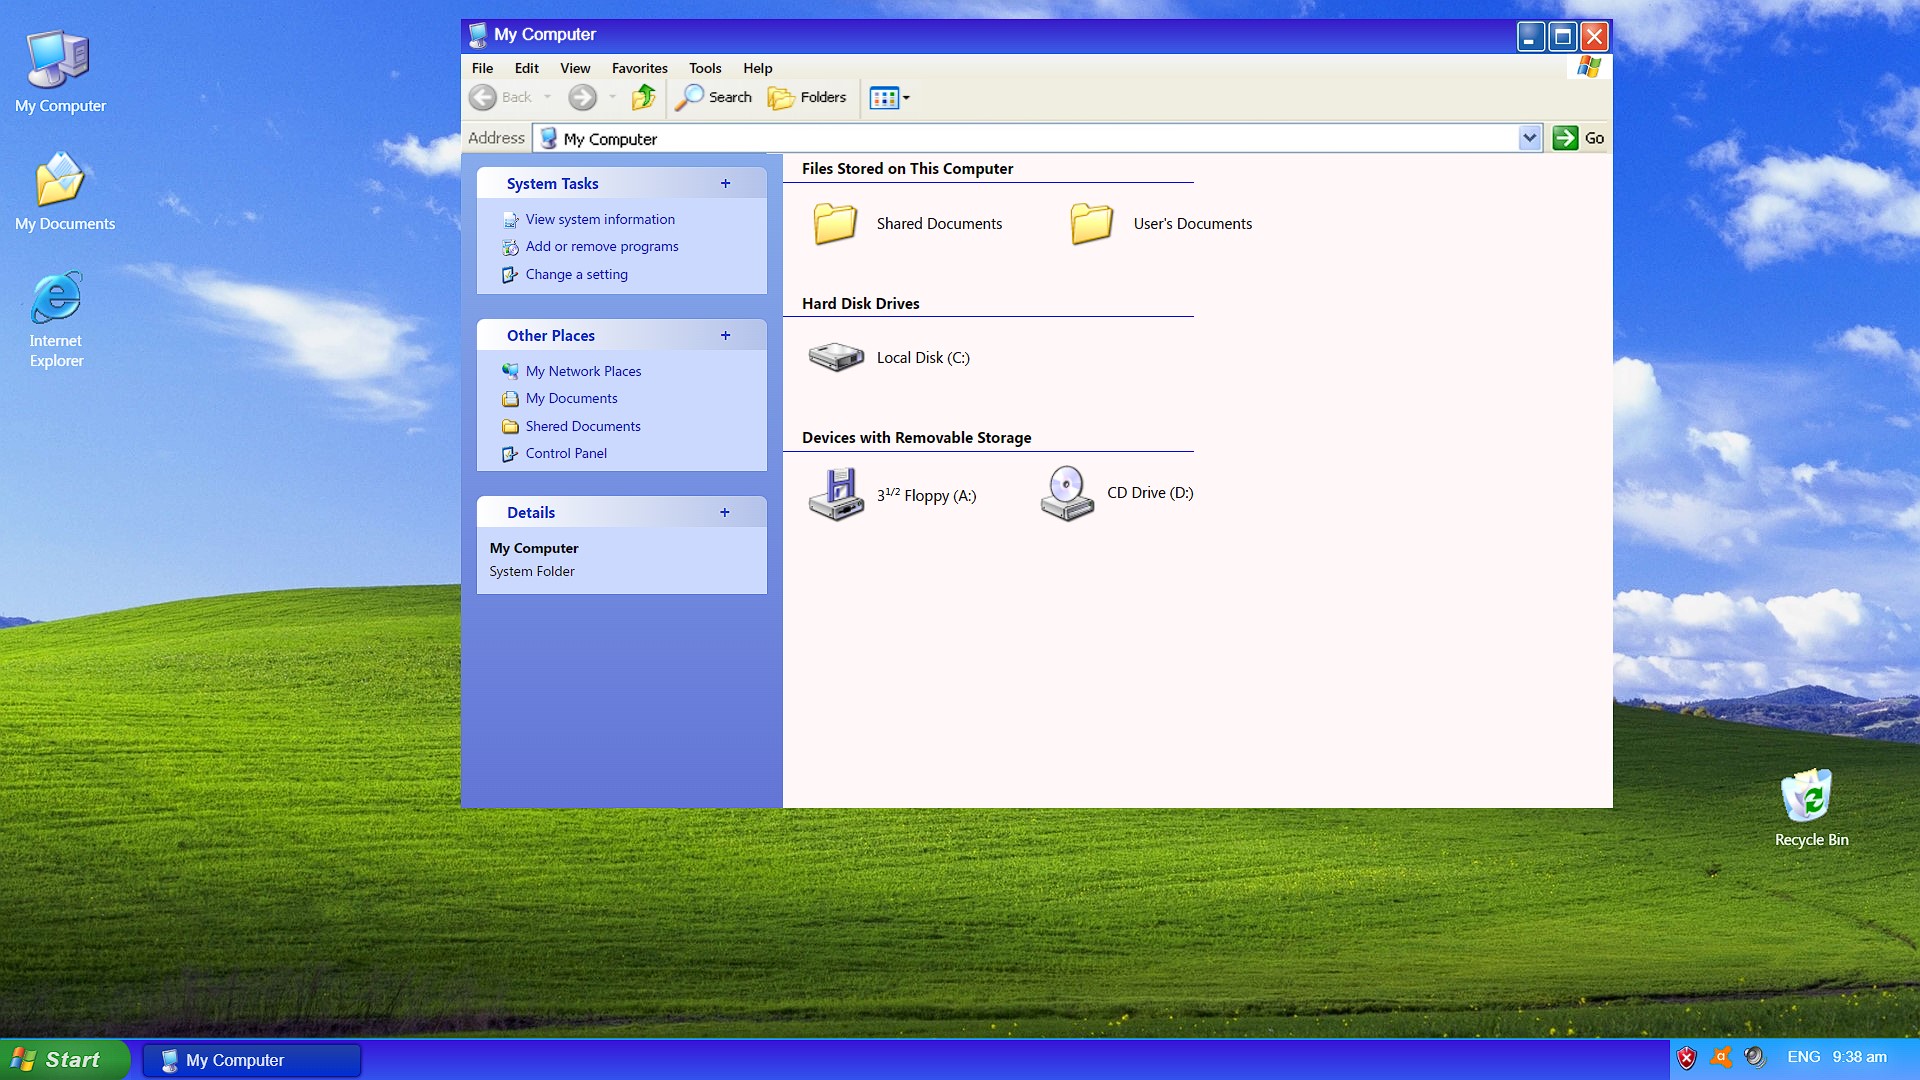 My Computer
File Edit View Favorites Tools Help
Back Search Folders
Address My Computer Go
My Computer
My Documents
Internet
Explorer
System Tasks +
View system information
Add or remove programs
Change a setting
Other Places +
My Network Places
My Documents
Shered Documents
Control Panel
Details +
My Computer
System Folder
Files Stored on This Computer
Shared Documents User's Documents
Hard Disk Drives
Local Disk (C:)
Devices with Removable Storage
3¹/² Floppy (A:) CD Drive (D:)
Recycle Bin
Start My Computer ENG 9:38 am